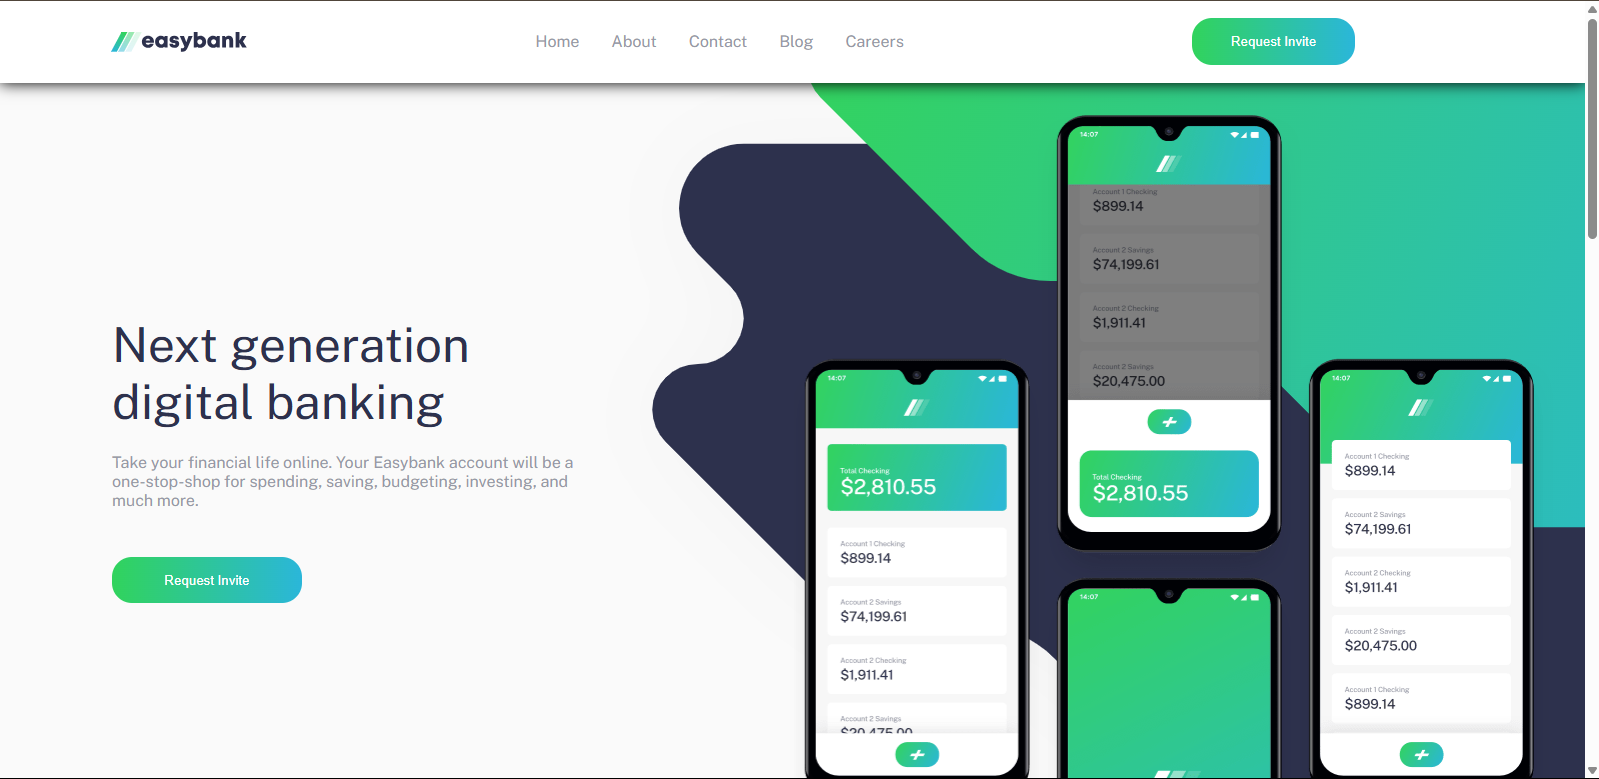 easybank
Home
About
Contact
Blog
Careers
Request Invite
Next generation
digital banking
Take your financial life online. Your Easybank account will be a
one-stop-shop for spending, saving, budgeting, investing, and
much more.
Request Invite
14:07
Total Checking
$2,810.55
Account 1 Checking
$899.14
Account 2 Savings
$74,199.61
Account 2 Checking
$1,911.41
Account 2 Savings
$20,475.00
14:07
Account 1 Checking
$899.14
Account 2 Savings
$74,199.61
Account 2 Checking
$1,911.41
Account 2 Savings
$20,475.00
Total Checking
$2,810.55
14:07
14:07
Account 1 Checking
$899.14
Account 2 Savings
$74,199.61
Account 2 Checking
$1,911.41
Account 2 Savings
$20,475.00
Account 1 Checking
$899.14